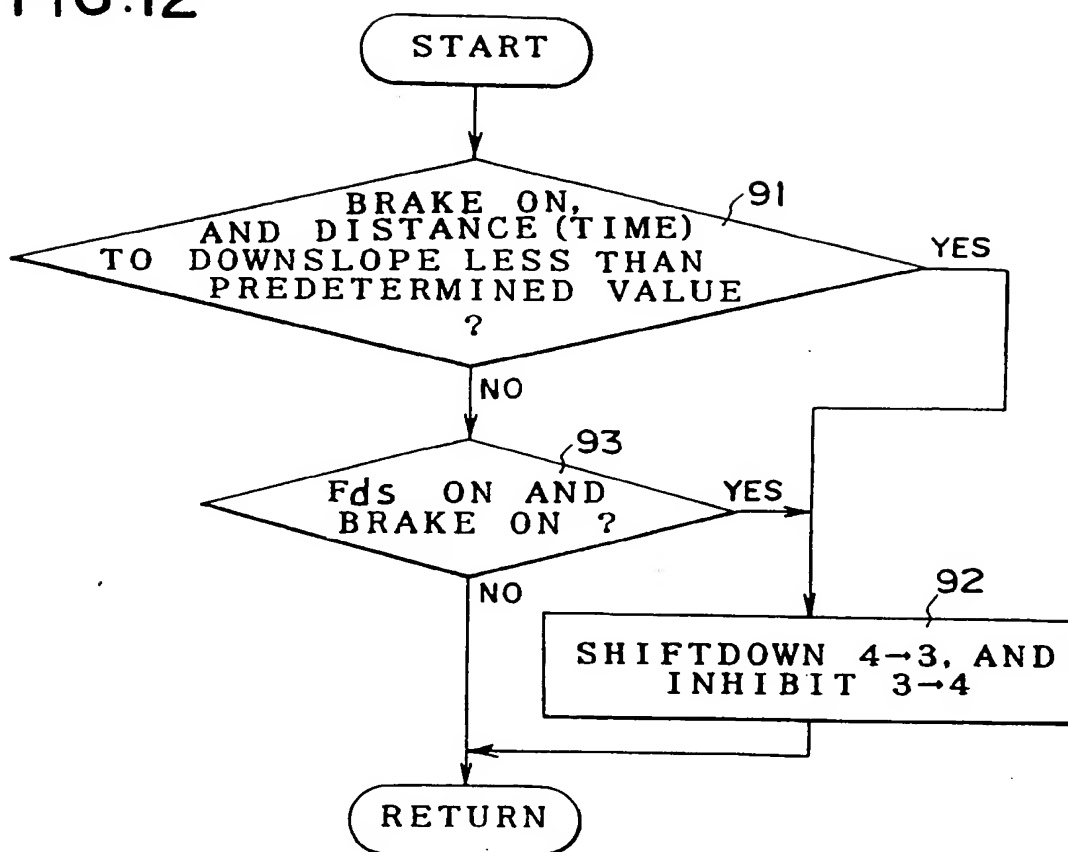 FIG.12
START
91
BRAKE ON,
AND DISTANCE (TIME)
TO DOWNSLOPE LESS THAN
PREDETERMINED VALUE
?
YES
NO
93
Fds ON AND
BRAKE ON ?
YES
NO
92
SHIFTDOWN 4→3, AND
INHIBIT 3→4
RETURN